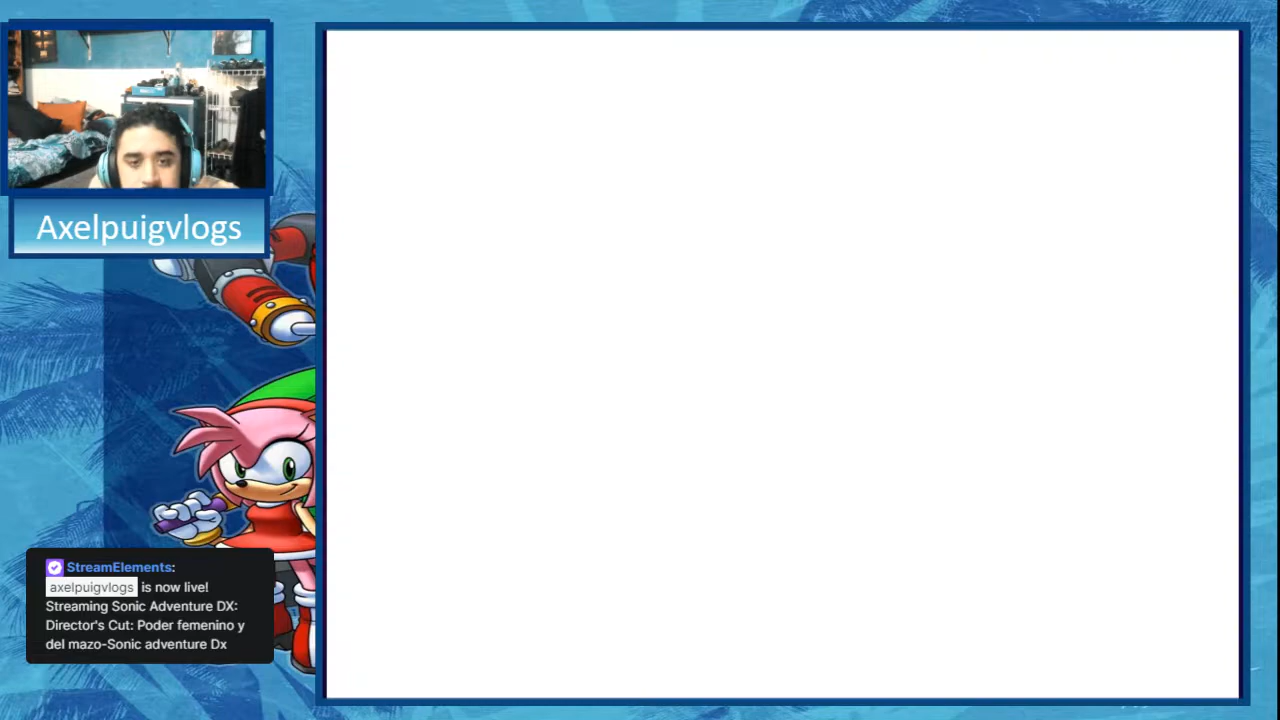 Axelpuigvlogs
StreamElements:
axelpuigvlogs is now live!
Streaming Sonic Adventure DX:
Director's Cut: Poder femenino y
del mazo-Sonic adventure Dx